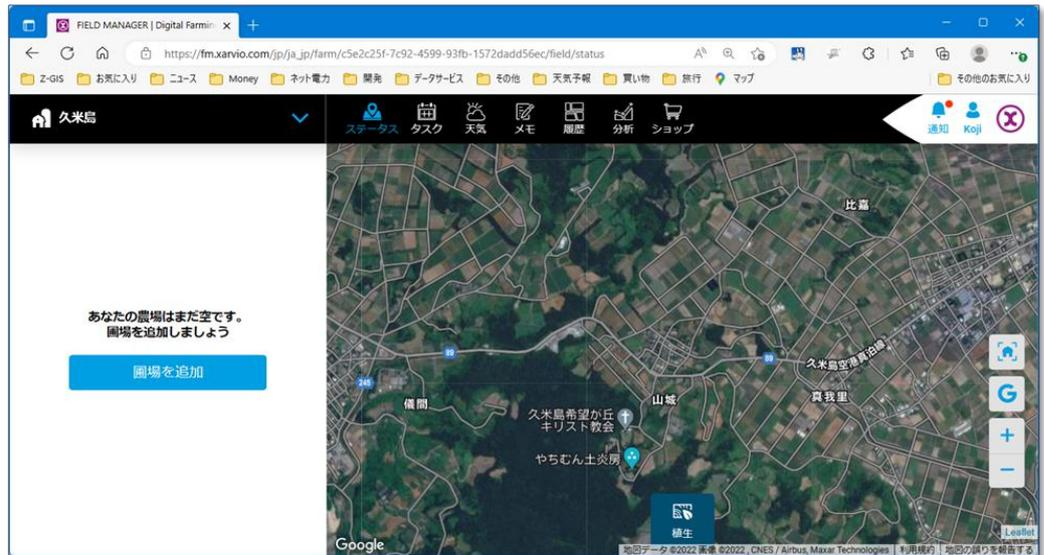 FIELD MANAGER | Digital Farmin
https://fm.xarvio.com/jp/ja_jp/farm/c5e2c25f-7c92-4599-93fb-1572dadd56ec/field/status
Z-GIS お気に入り ニュース Money ネット電力 開発 データサービス その他 天気予報 買い物 旅行 マップ その他のお気に入り
久米島
ステータス タスク 天気 メモ 履歴 分析 ショップ
通知 Koji
比嘉
あなたの農場はまだ空です。
圃場を追加しましょう
圃場を追加
89
89
久米島空港真泊線
245
儀間
山城
真我里
久米島希望が丘
キリスト教会
やちむん土炎房
植生
Google
Leaflet
地図データ ©2022 画像 ©2022 , CNES / Airbus, Maxar Technologies 利用規約 地図の誤りを報告する